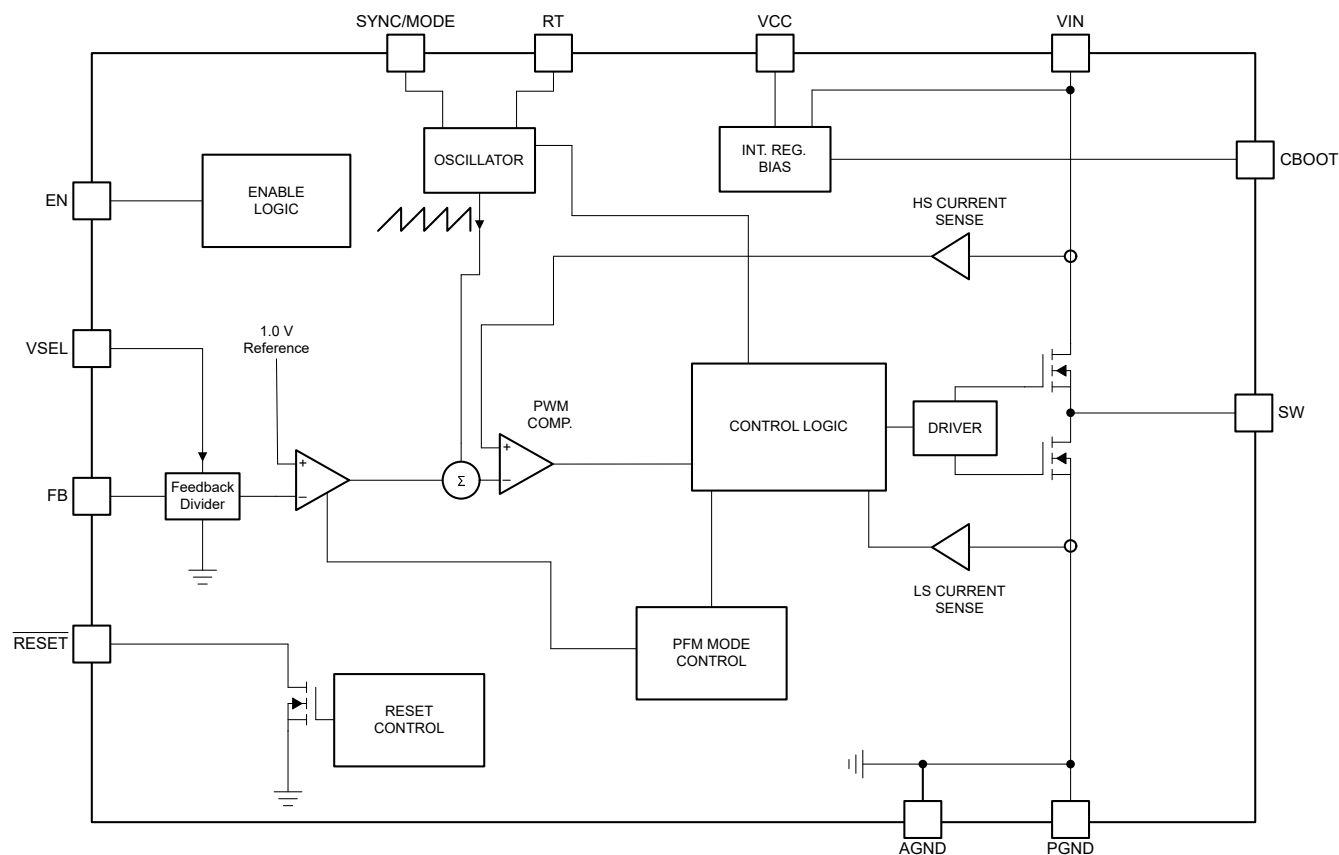 SYNC/MODE
RT
VCC
VIN
OSCILLATOR
INT. REG.
BIAS
CBOOT
EN
ENABLE
LOGIC
HS CURRENT
SENSE
VSEL
1.0 V
Reference
PWM
COMP.
+
−
CONTROL LOGIC
DRIVER
SW
FB
Feedback
Divider
+
−
Σ
LS CURRENT
SENSE
RESET
PFM MODE
CONTROL
RESET
CONTROL
AGND
PGND